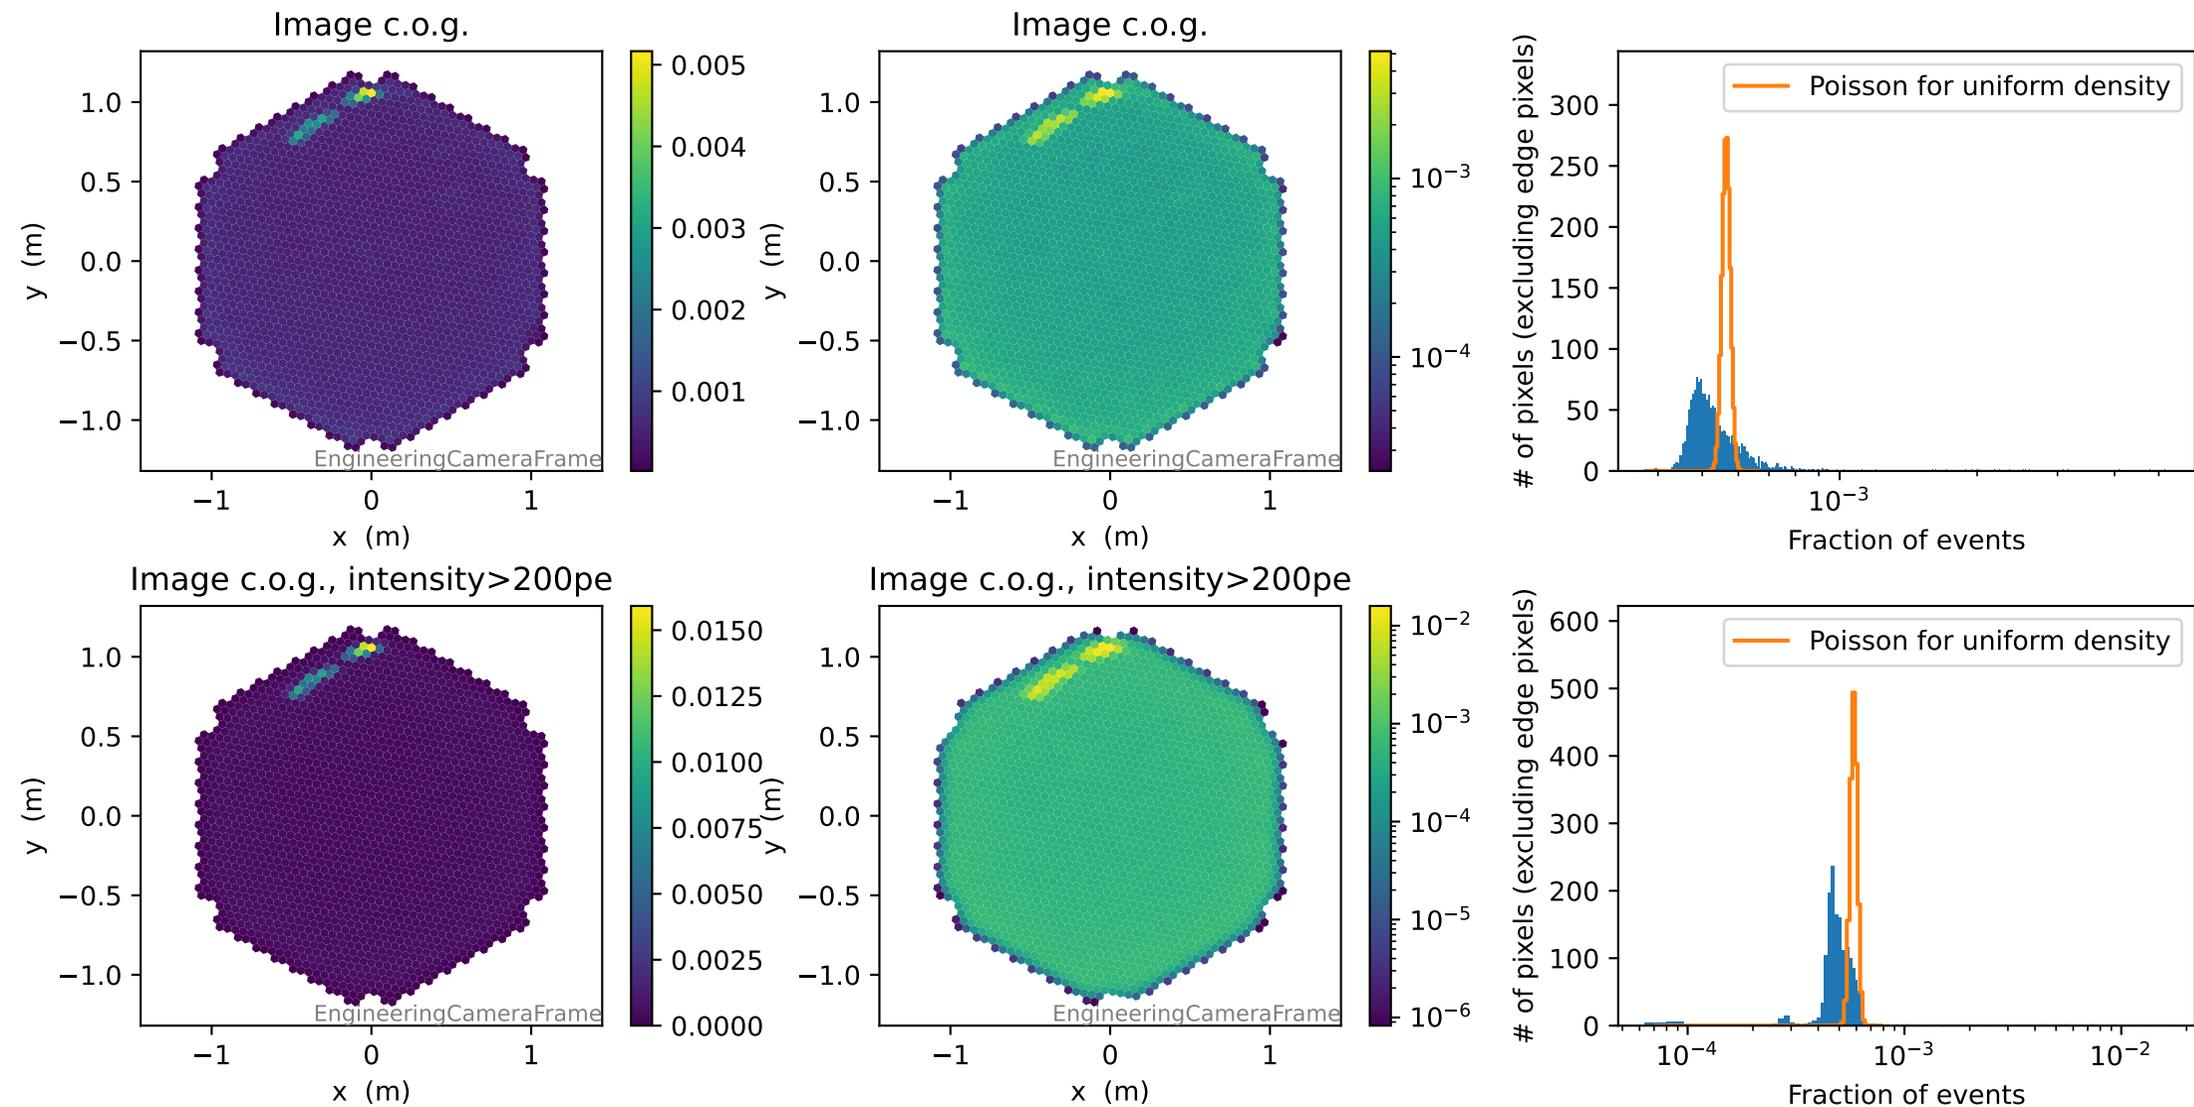 Image c.o.g.
1.0
0.5
0.0
−0.5
−1.0
y (m)
−1 0 1
x (m)
EngineeringCameraFrame
0.005
0.004
0.003
0.002
0.001
Image c.o.g.
1.0
0.5
0.0
−0.5
−1.0
y (m)
−1 0 1
x (m)
EngineeringCameraFrame
10⁻³
10⁻⁴
Poisson for uniform density
300
250
200
150
100
50
0
# of pixels (excluding edge pixels)
10⁻³
Fraction of events
Image c.o.g., intensity>200pe
1.0
0.5
0.0
−0.5
−1.0
y (m)
−1 0 1
x (m)
EngineeringCameraFrame
0.0150
0.0125
0.0100
0.0075
0.0050
0.0025
0.0000
Image c.o.g., intensity>200pe
1.0
0.5
0.0
−0.5
−1.0
y (m)
−1 0 1
x (m)
EngineeringCameraFrame
10⁻²
10⁻³
10⁻⁴
10⁻⁵
10⁻⁶
Poisson for uniform density
600
500
400
300
200
100
0
# of pixels (excluding edge pixels)
10⁻⁴ 10⁻³ 10⁻²
Fraction of events